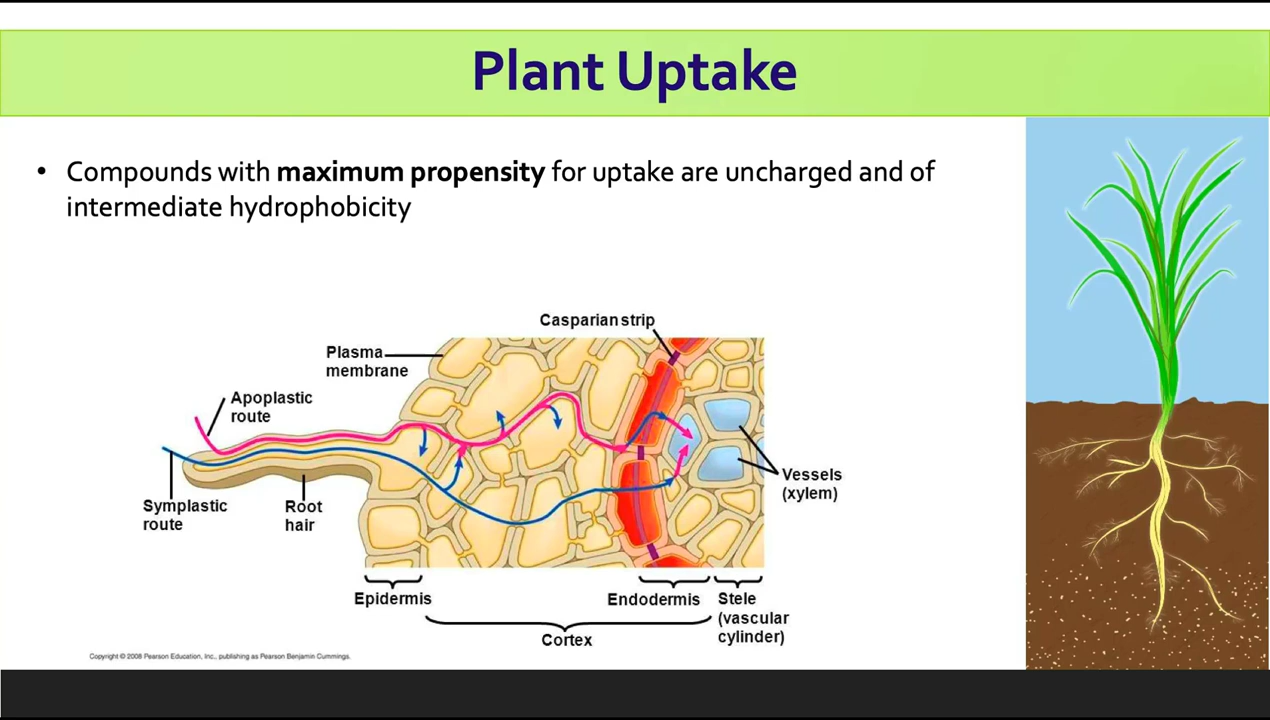 Plant Uptake
• Compounds with maximum propensity for uptake are uncharged and of
intermediate hydrophobicity
Casparian strip
Plasma
membrane
Apoplastic
route
Symplastic
route
Root
hair
Vessels
(xylem)
Epidermis
Endodermis
Stele
(vascular
cylinder)
Cortex
Copyright © 2008 Pearson Education, Inc., publishing as Pearson Benjamin Cummings.